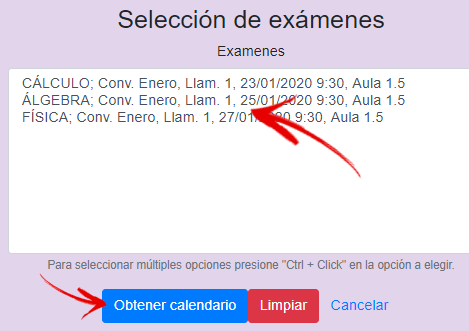 Selección de exámenes
Examenes
CÁLCULO; Conv. Enero, Llam. 1, 23/01/2020 9:30, Aula 1.5
ÁLGEBRA; Conv. Enero, Llam. 1, 25/01/2020 9:30, Aula 1.5
FÍSICA; Conv. Enero, Llam. 1, 27/01/2020 9:30, Aula 1.5
Para seleccionar múltiples opciones presione "Ctrl + Click" en la opción a elegir.
Obtener calendario Limpiar Cancelar